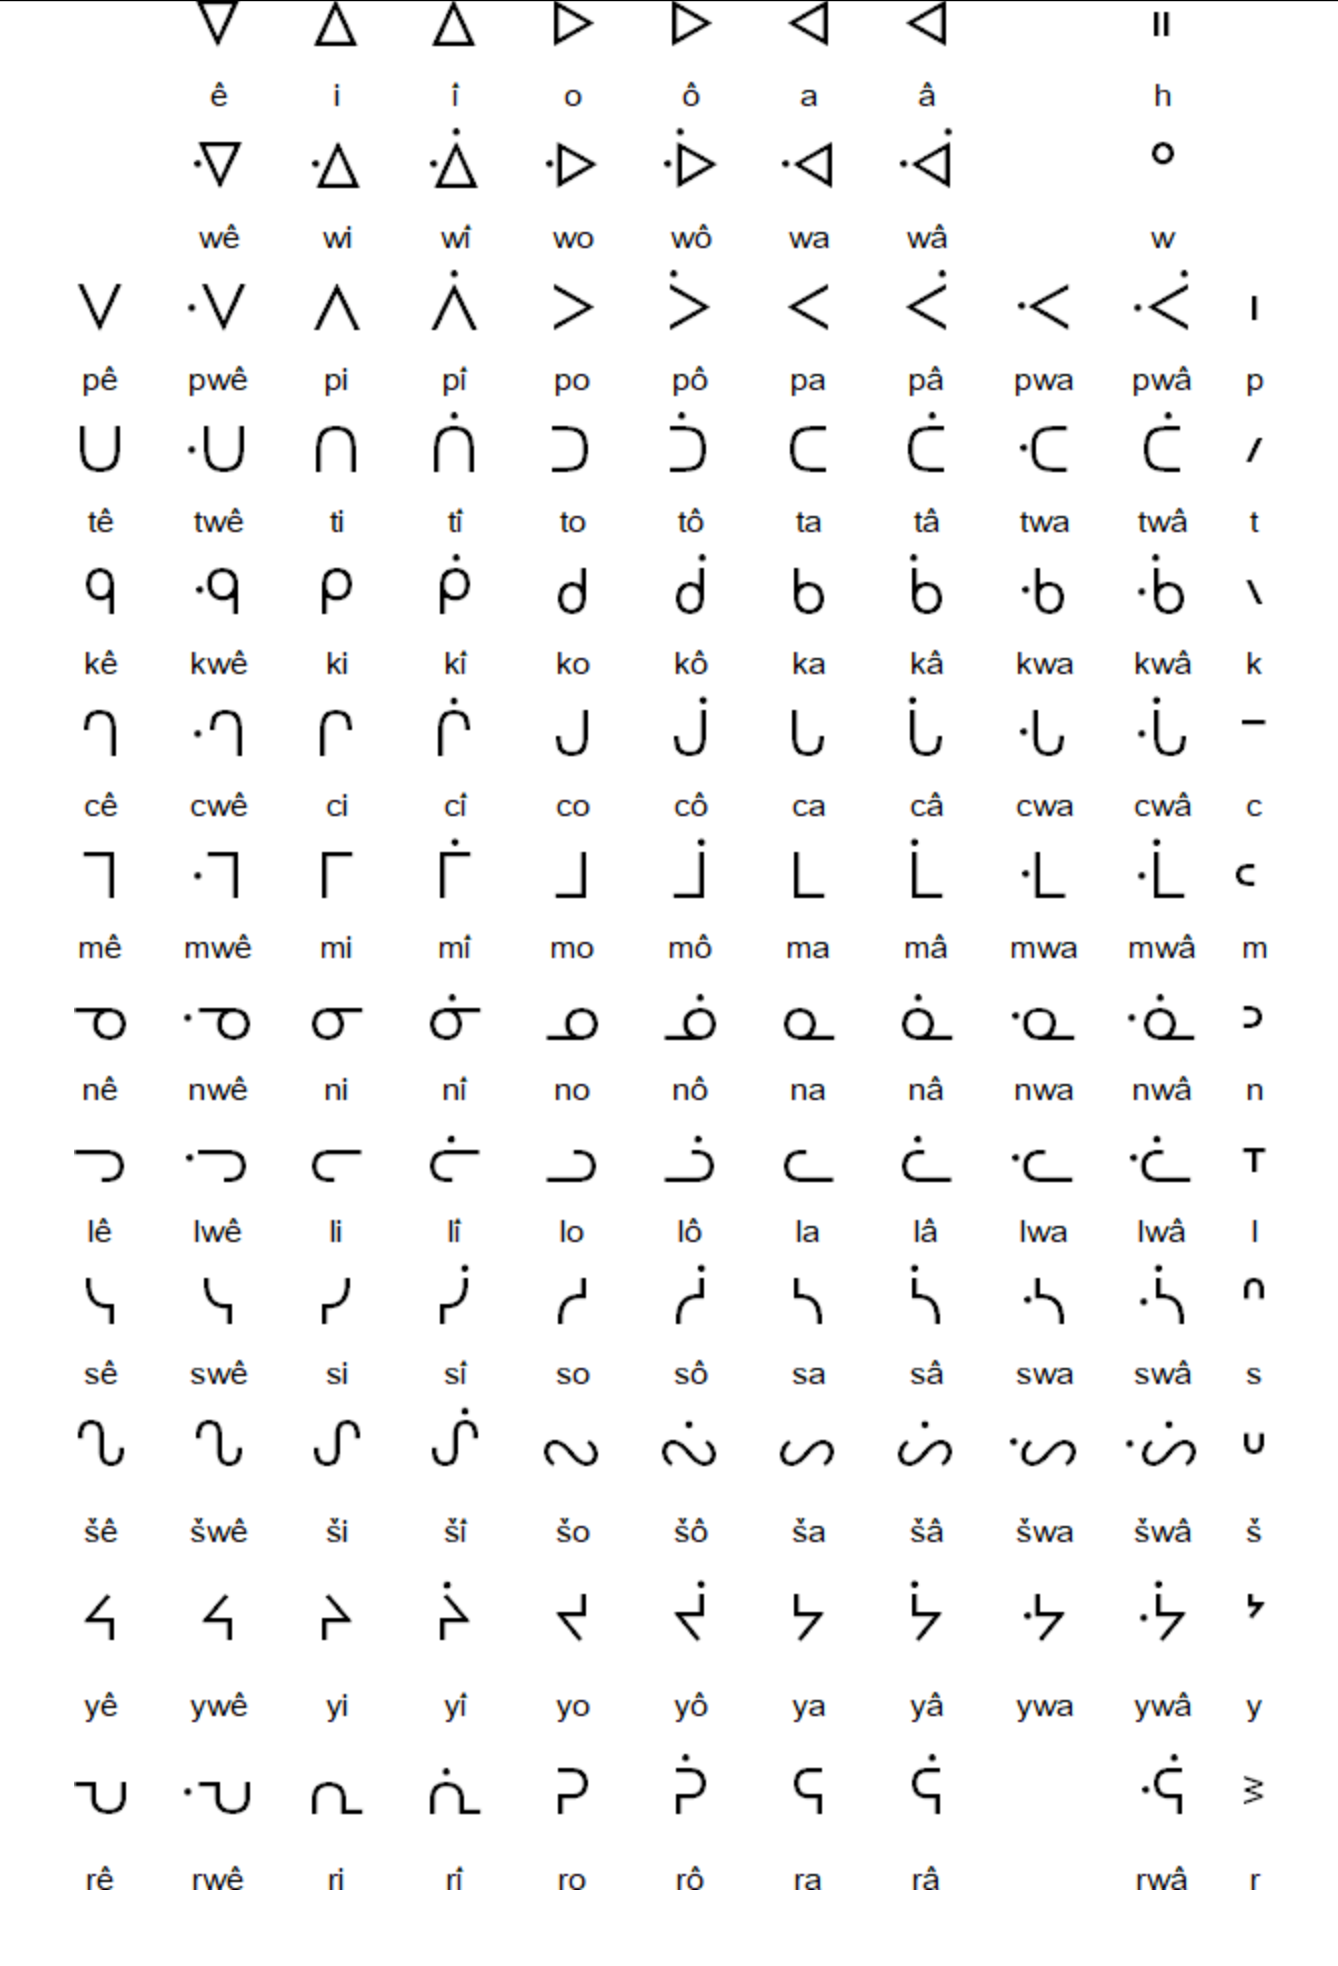 ᐁ ᐃ ᐃ ᐅ ᐅ ᐊ ᐊ ᐦ
ê i î o ô a â h
ᐌ ᐎ ᐐ ᐒ ᐔ ᐗ ᐙ ᐤ
wê wi wî wo wô wa wâ w
ᐯ ᐺ ᐱ ᐲ ᐳ ᐴ ᐸ ᐹ ᑄ ᑆ ᑊ
pê pwê pi pî po pô pa pâ pwa pwâ p
ᑌ ᑗ ᑎ ᑏ ᑐ ᑑ ᑕ ᑖ ᑡ ᑖ ᐟ
tê twê ti tî to tô ta tâ twa twâ t
ᑫ ᑴ ᑭ ᑮ ᑯ ᑰ ᑲ ᑳ ᑾ ᒀ ᐠ
kê kwê ki kî ko kô ka kâ kwa kwâ k
ᒉ ᒓ ᒋ ᒌ ᒍ ᒎ ᒐ ᒑ ᒝ ᒟ ᐨ
cê cwê ci cî co cô ca câ cwa cwâ c
ᒣ ᒭ ᒥ ᒦ ᒧ ᒨ ᒪ ᒫ ᒷ ᒹ ᒼ
mê mwê mi mî mo mô ma mâ mwa mwâ m
ᓀ ᓉ ᓂ ᓃ ᓄ ᓅ ᓇ ᓈ ᓋ ᓍ ᐣ
nê nwê ni nî no nô na nâ nwa nwâ n
ᓓ ᓜ ᓕ ᓖ ᓗ ᓘ ᓚ ᓛ ᓦ ᓨ ᐪ
lê lwê li lî lo lô la lâ lwa lwâ l
ᓭ ᓭ ᓯ ᓰ ᓱ ᓲ ᓴ ᓵ ᔀ ᔂ ᐢ
sê swê si sî so sô sa sâ swa swâ s
ᔐ ᔐ ᔑ ᔒ ᔓ ᔔ ᔕ ᔖ ᔡ ᔣ ᐡ
šê šwê ši šî šo šô ša šâ šwa šwâ š
ᔦ ᔦ ᔨ ᔩ ᔪ ᔫ ᔭ ᔮ ᔹ ᔻ ᔾ
yê ywê yi yî yo yô ya yâ ywa ywâ y
ᕃ ·ᕃ ᕆ ᕇ ᕈ ᕉ ᕋ ᕌ ᕎ ᕒ
rê rwê ri rî ro rô ra râ rwâ r